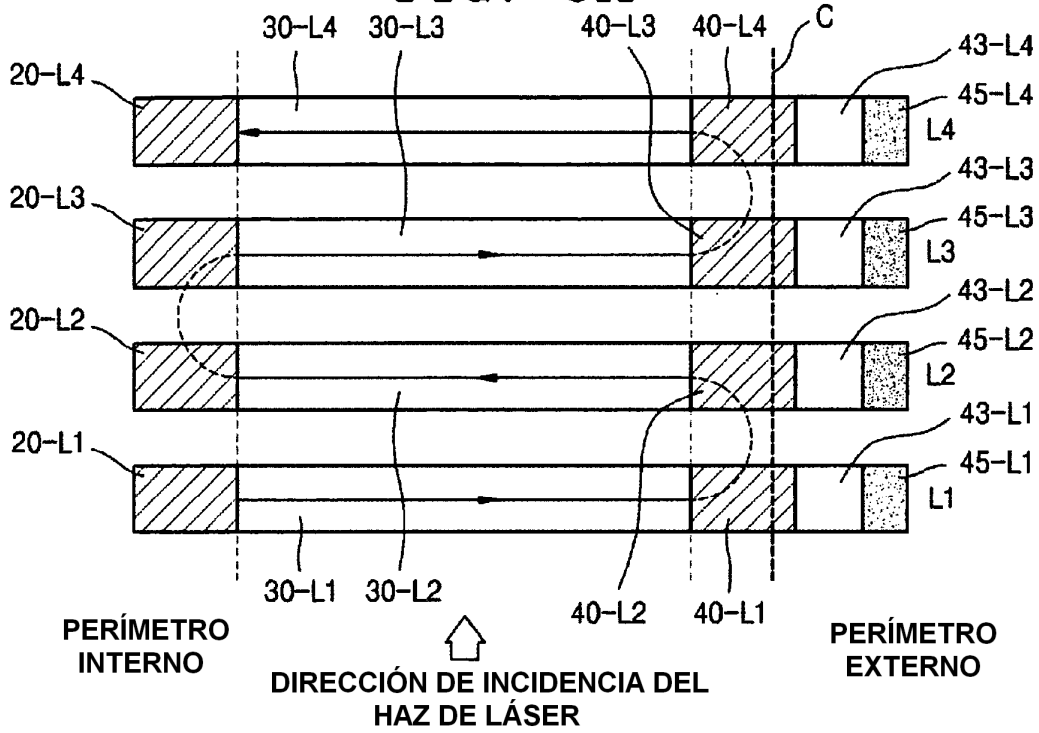 30-L4 30-L3 40-L3 40-L4 C 43-L4
20-L4 45-L4
L4
43-L3
20-L3 45-L3
L3
43-L2
20-L2 45-L2
L2
43-L1
20-L1 45-L1
L1
30-L1 30-L2 40-L2 40-L1
PERÍMETRO
INTERNO
PERÍMETRO
EXTERNO
DIRECCIÓN DE INCIDENCIA DEL
HAZ DE LÁSER